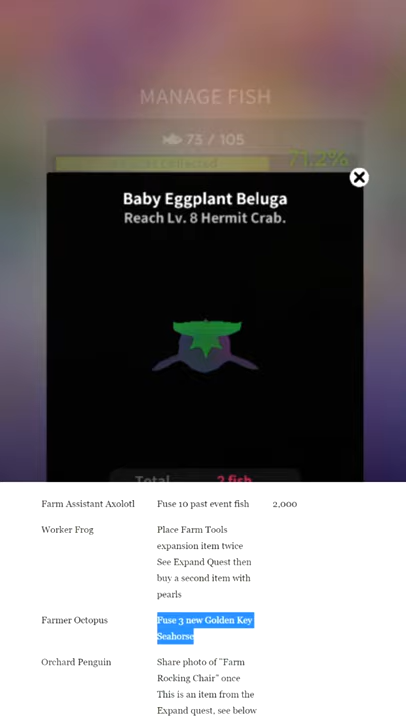 MANAGE FISH
73 / 105
71.2%
Baby Eggplant Beluga
Reach Lv. 8 Hermit Crab.
Total ? fish
Farm Assistant Axolotl Fuse 10 past event fish 2,000
Worker Frog Place Farm Tools
expansion item twice
See Expand Quest then
buy a second item with
pearls
Farmer Octopus Fuse 3 new Golden Key
Seahorse
Orchard Penguin Share photo of "Farm
Rocking Chair" once
This is an item from the
Expand quest, see below